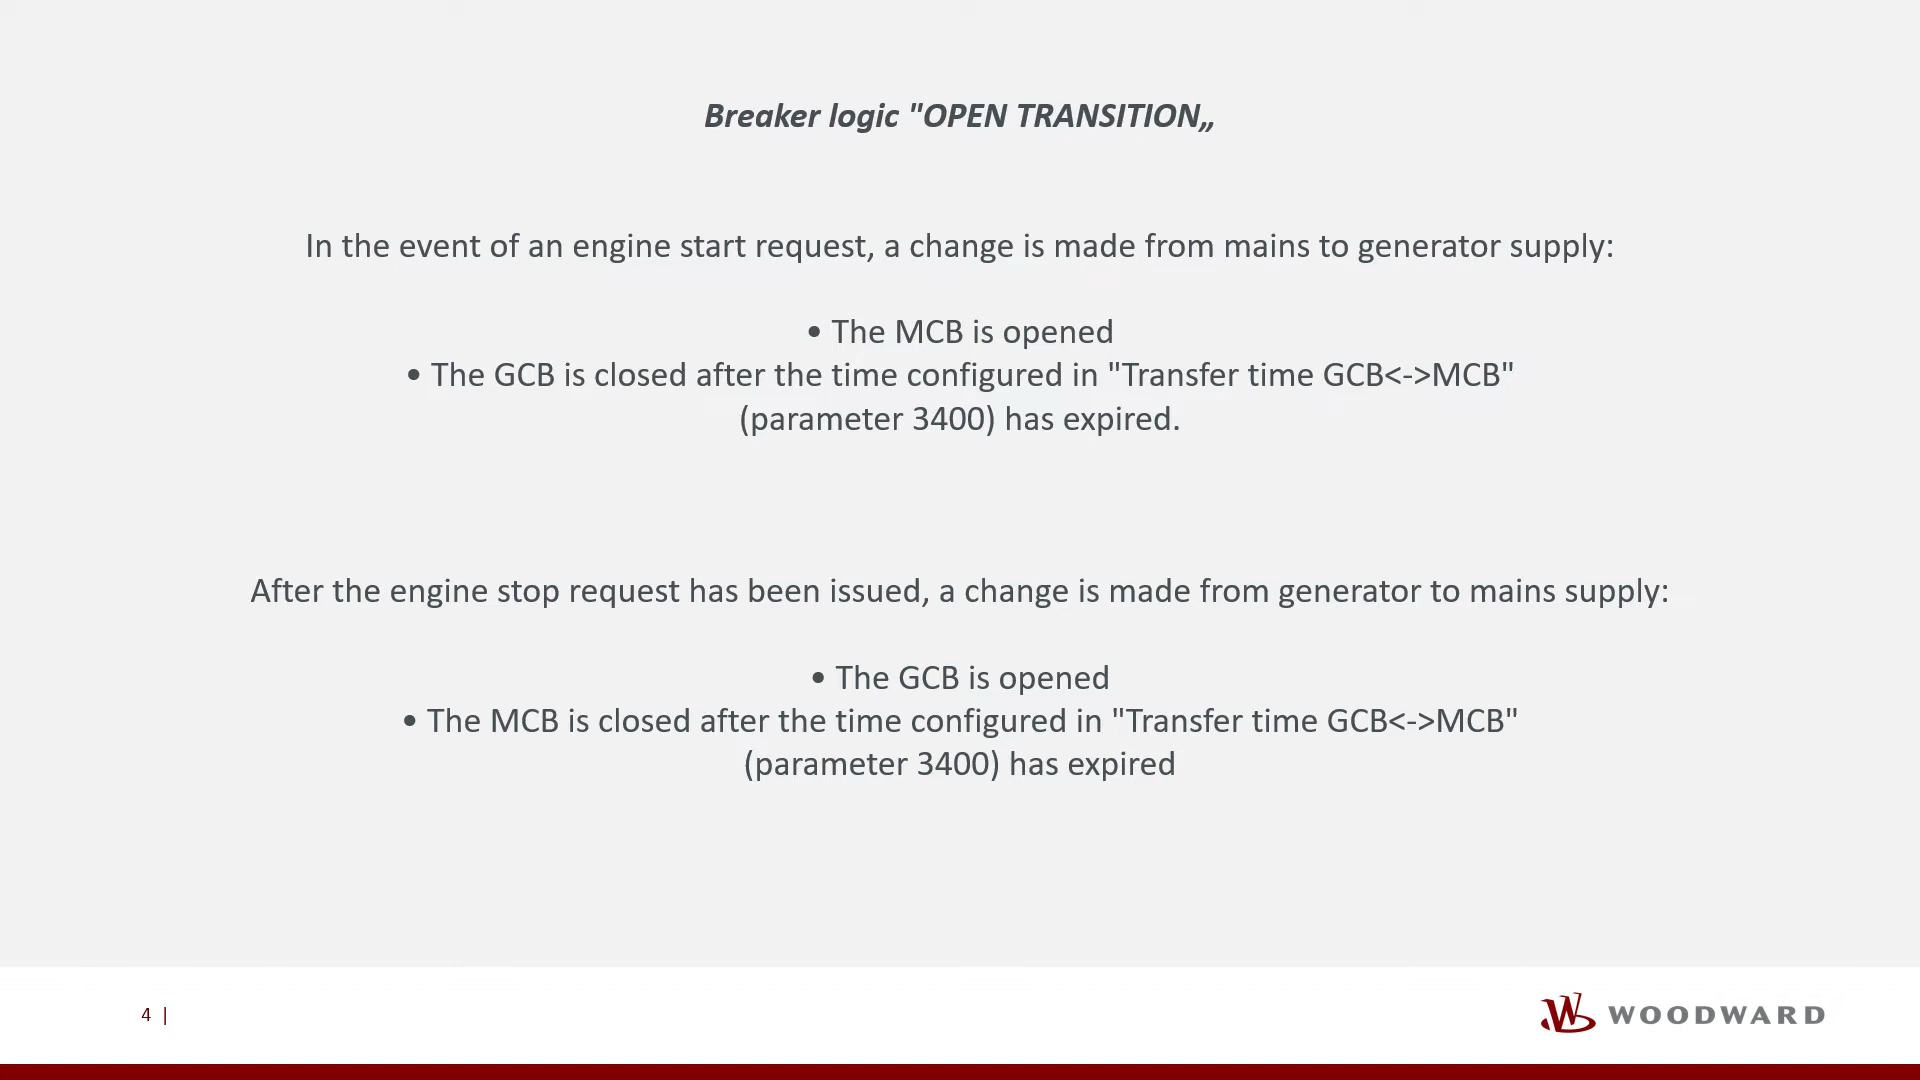 Breaker logic "OPEN TRANSITION„
In the event of an engine start request, a change is made from mains to generator supply:
• The MCB is opened
• The GCB is closed after the time configured in "Transfer time GCB<->MCB"
(parameter 3400) has expired.
After the engine stop request has been issued, a change is made from generator to mains supply:
• The GCB is opened
• The MCB is closed after the time configured in "Transfer time GCB<->MCB"
(parameter 3400) has expired
4 |
WOODWARD